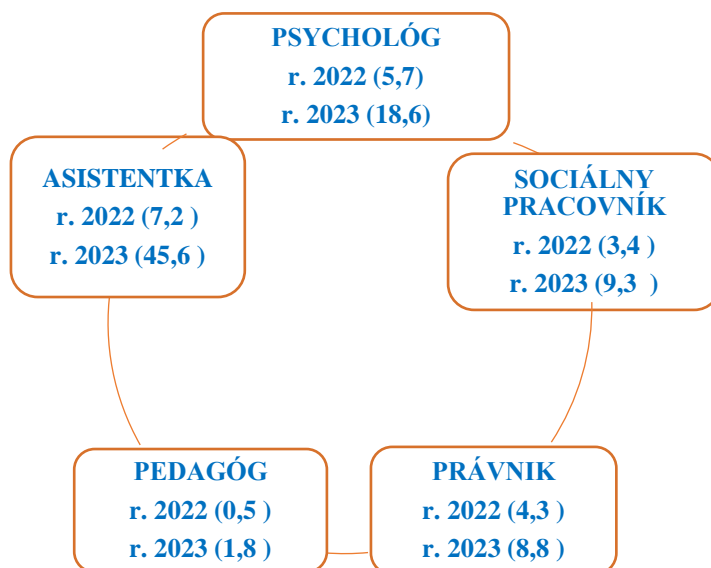 PSYCHOLÓG
r. 2022 (5,7)
r. 2023 (18,6)
ASISTENTKA
r. 2022 (7,2 )
r. 2023 (45,6 )
SOCIÁLNY
PRACOVNÍK
r. 2022 (3,4 )
r. 2023 (9,3  )
PEDAGÓG
r. 2022 (0,5 )
r. 2023 (1,8 )
PRÁVNIK
r. 2022 (4,3 )
r. 2023 (8,8 )